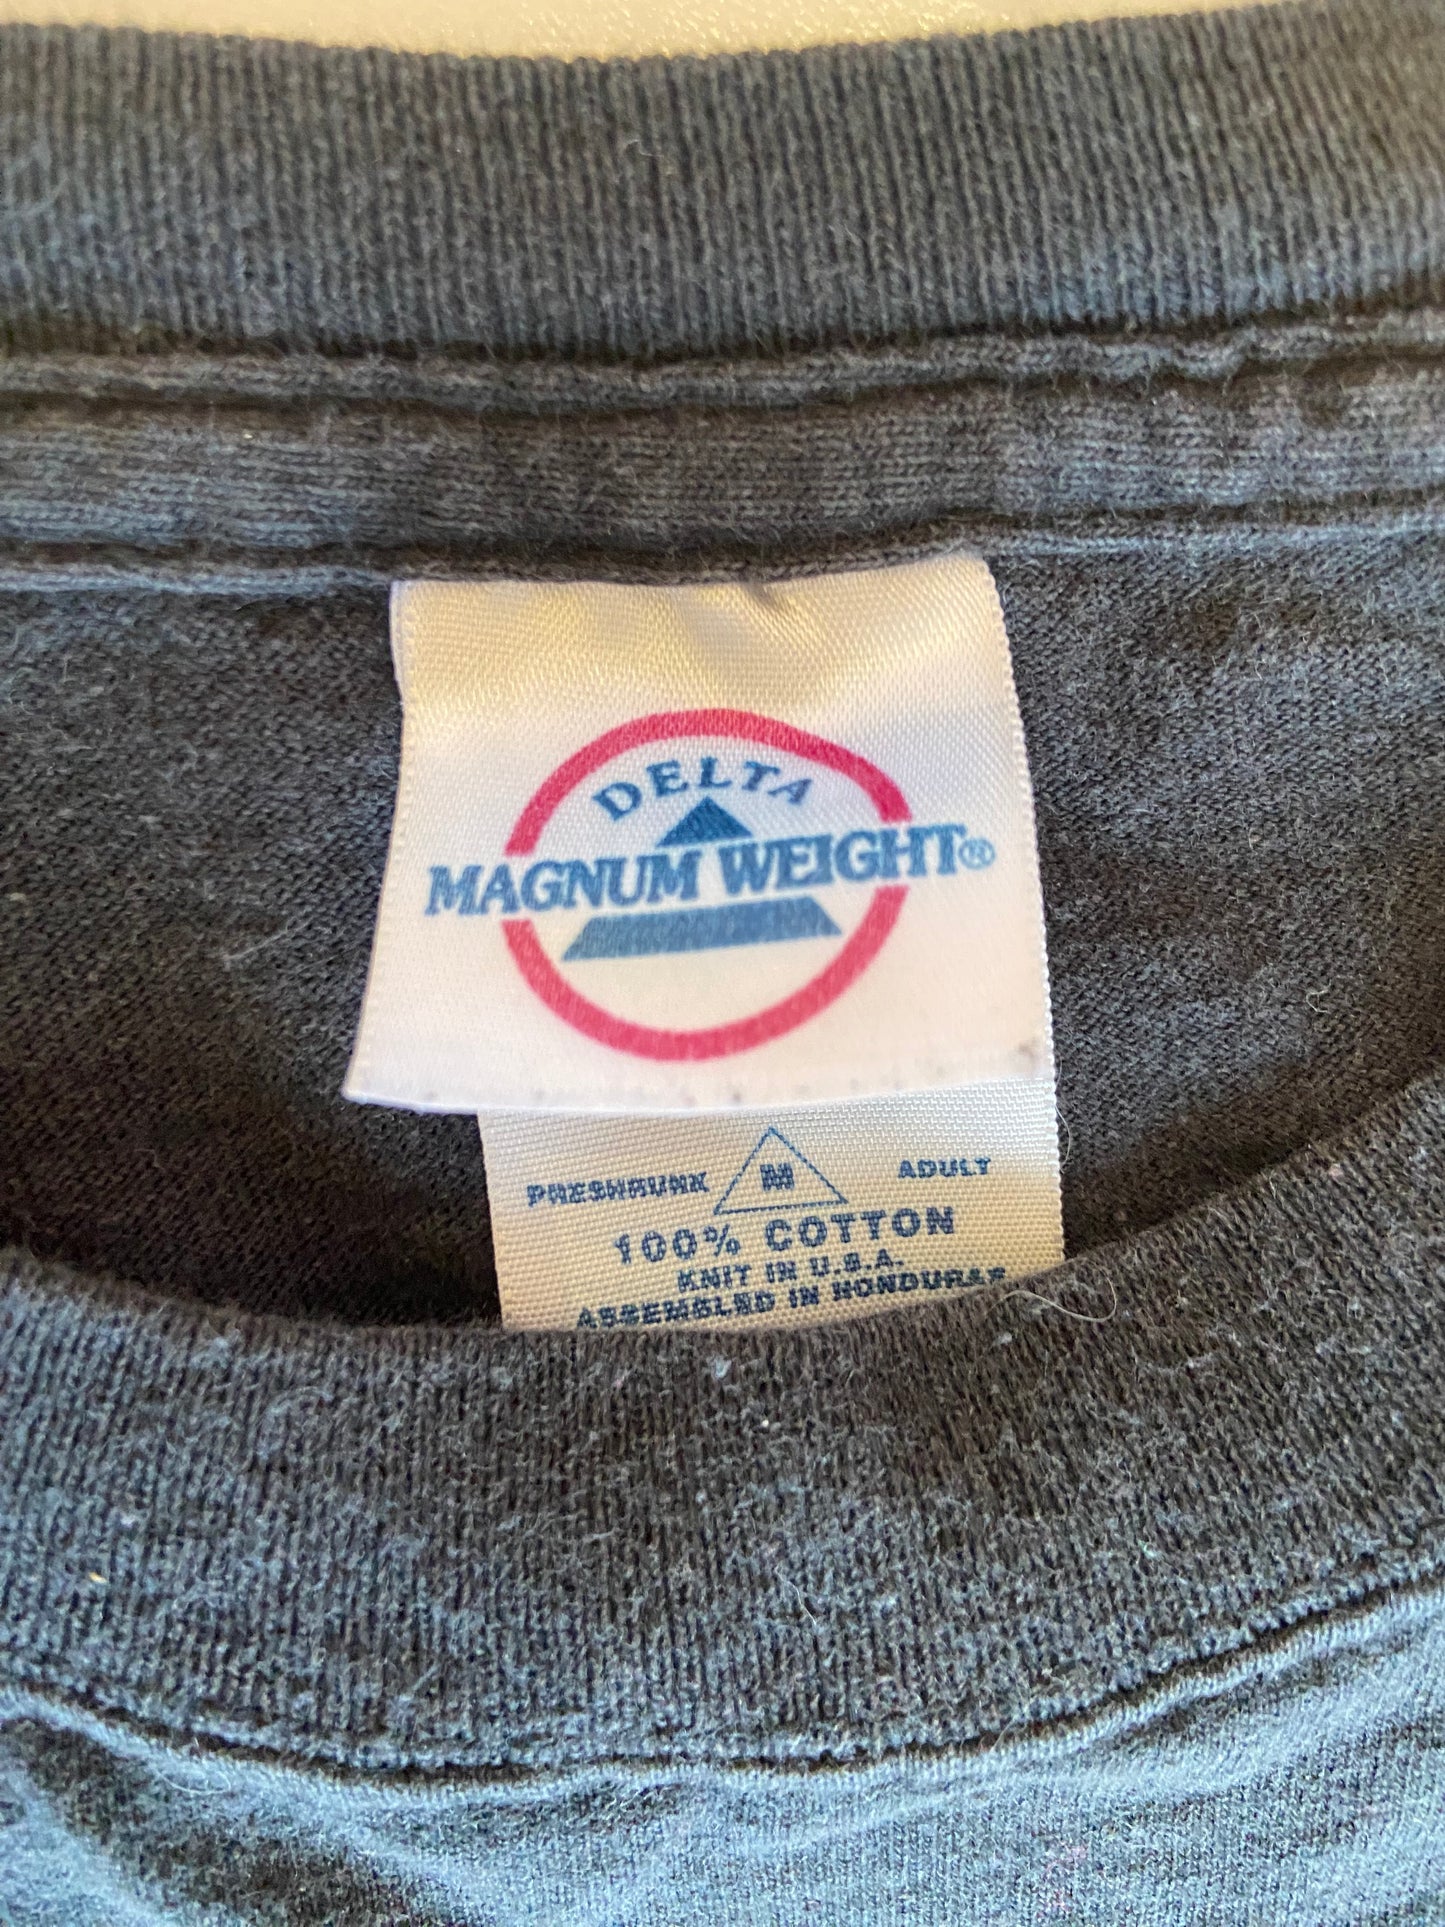 DELTA
MAGNUM WEIGHT®
PRESHRUNK M ADULT
100% COTTON
KNIT IN U.S.A.
ASSEMBLED IN HONDURAS